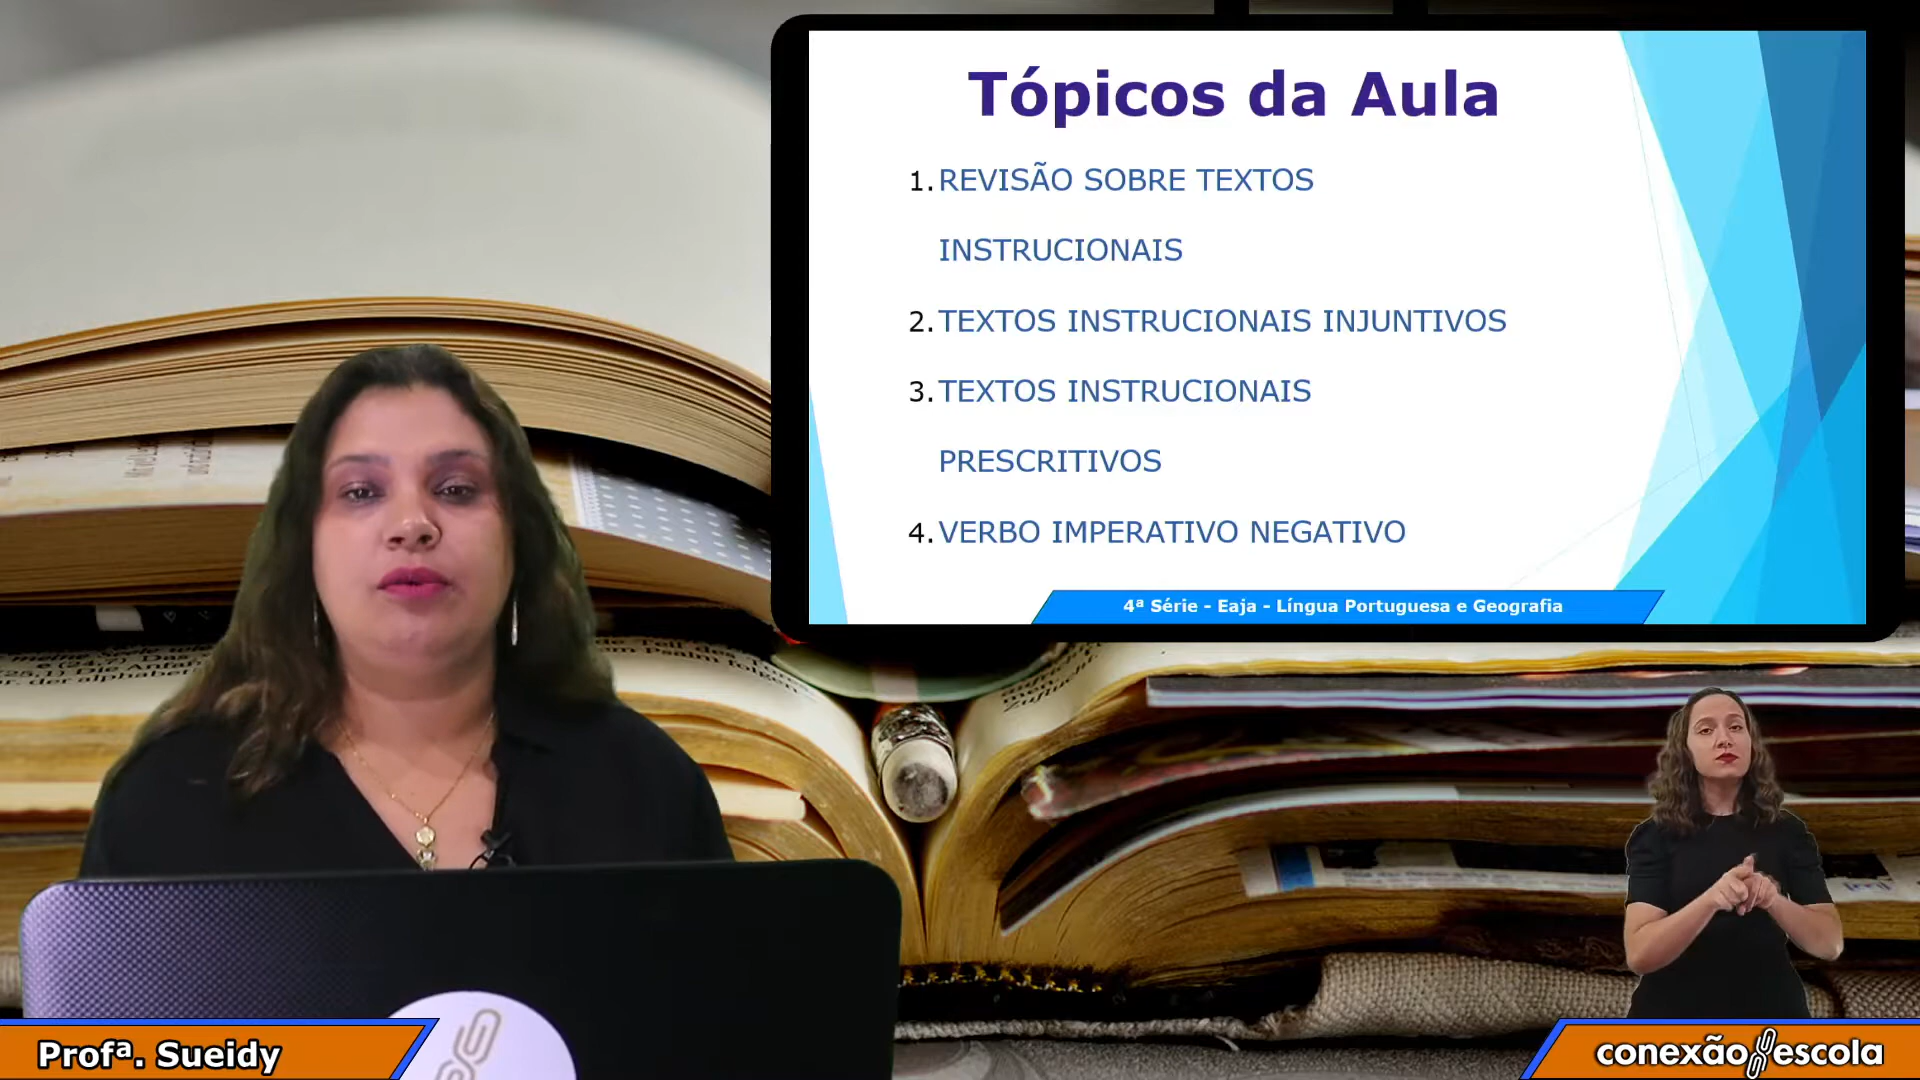 Tópicos da Aula
1. REVISÃO SOBRE TEXTOS
INSTRUCIONAIS
2. TEXTOS INSTRUCIONAIS INJUNTIVOS
3. TEXTOS INSTRUCIONAIS
PRESCRITIVOS
4. VERBO IMPERATIVO NEGATIVO
4ª Série - Eaja - Língua Portuguesa e Geografia
Profª. Sueidy
conexão escola